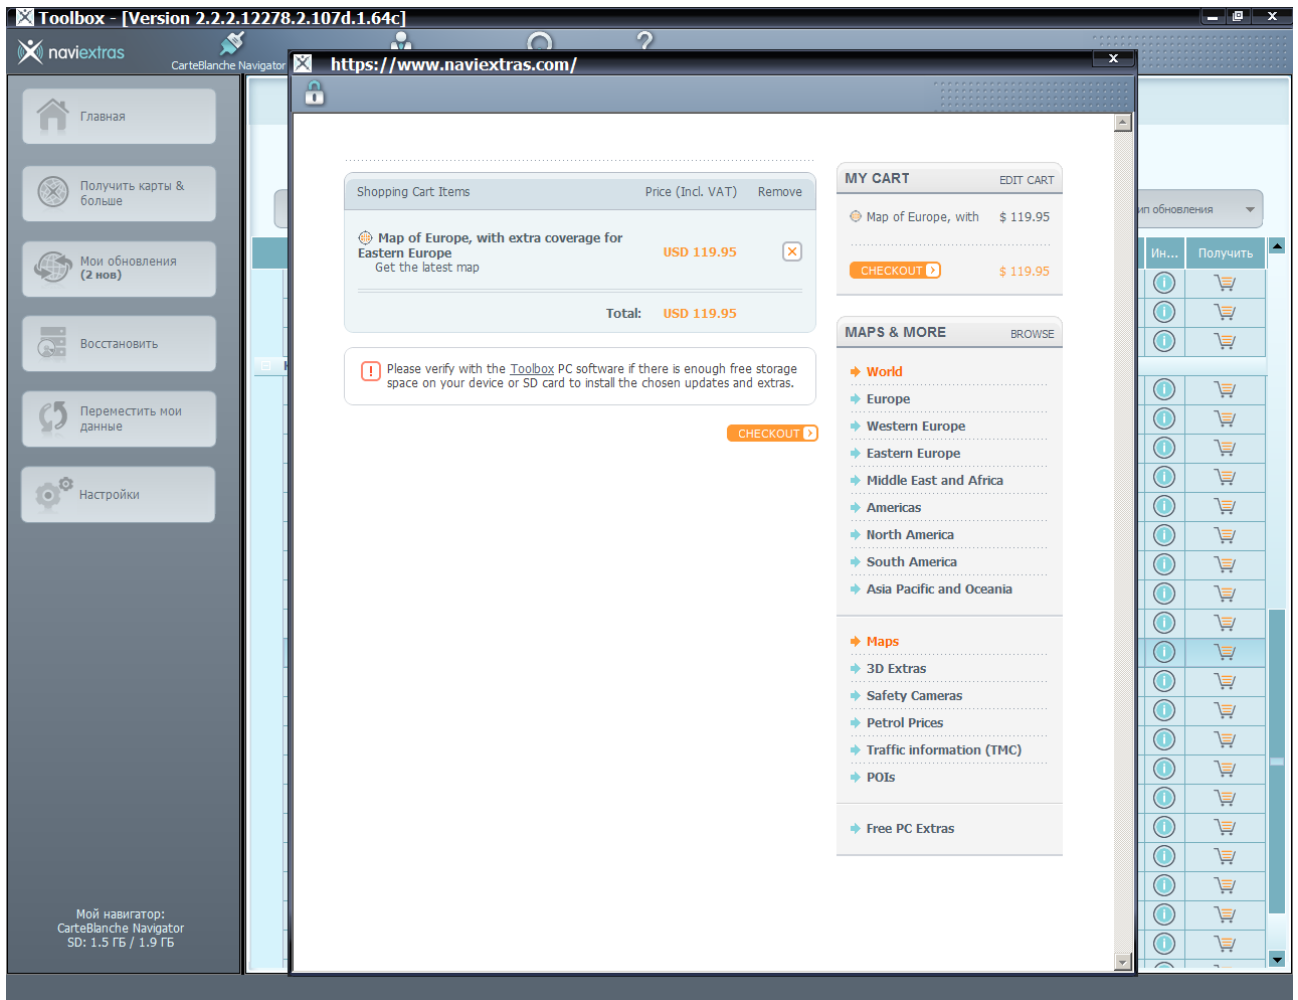 Toolbox - [Version 2.2.2.12278.2.107d.1.64c]
naviextras
CarteBlanche Navigator
https://www.naviextras.com/
Главная
Получить карты &
больше
Мои обновления
(2 нов)
Восстановить
Переместить мои
данные
Настройки
Мой навигатор:
CarteBlanche Navigator
SD: 1.5 ГБ / 1.9 ГБ
Shopping Cart Items Price (Incl. VAT) Remove
Map of Europe, with extra coverage for
Eastern Europe USD 119.95
Get the latest map
Total: USD 119.95
Please verify with the Toolbox PC software if there is enough free storage
space on your device or SD card to install the chosen updates and extras.
CHECKOUT
MY CART EDIT CART
Map of Europe, with $ 119.95
CHECKOUT $ 119.95
MAPS & MORE BROWSE
World
Europe
Western Europe
Eastern Europe
Middle East and Africa
Americas
North America
South America
Asia Pacific and Oceania
Maps
3D Extras
Safety Cameras
Petrol Prices
Traffic information (TMC)
POIs
Free PC Extras
обновления
Ин... Получить